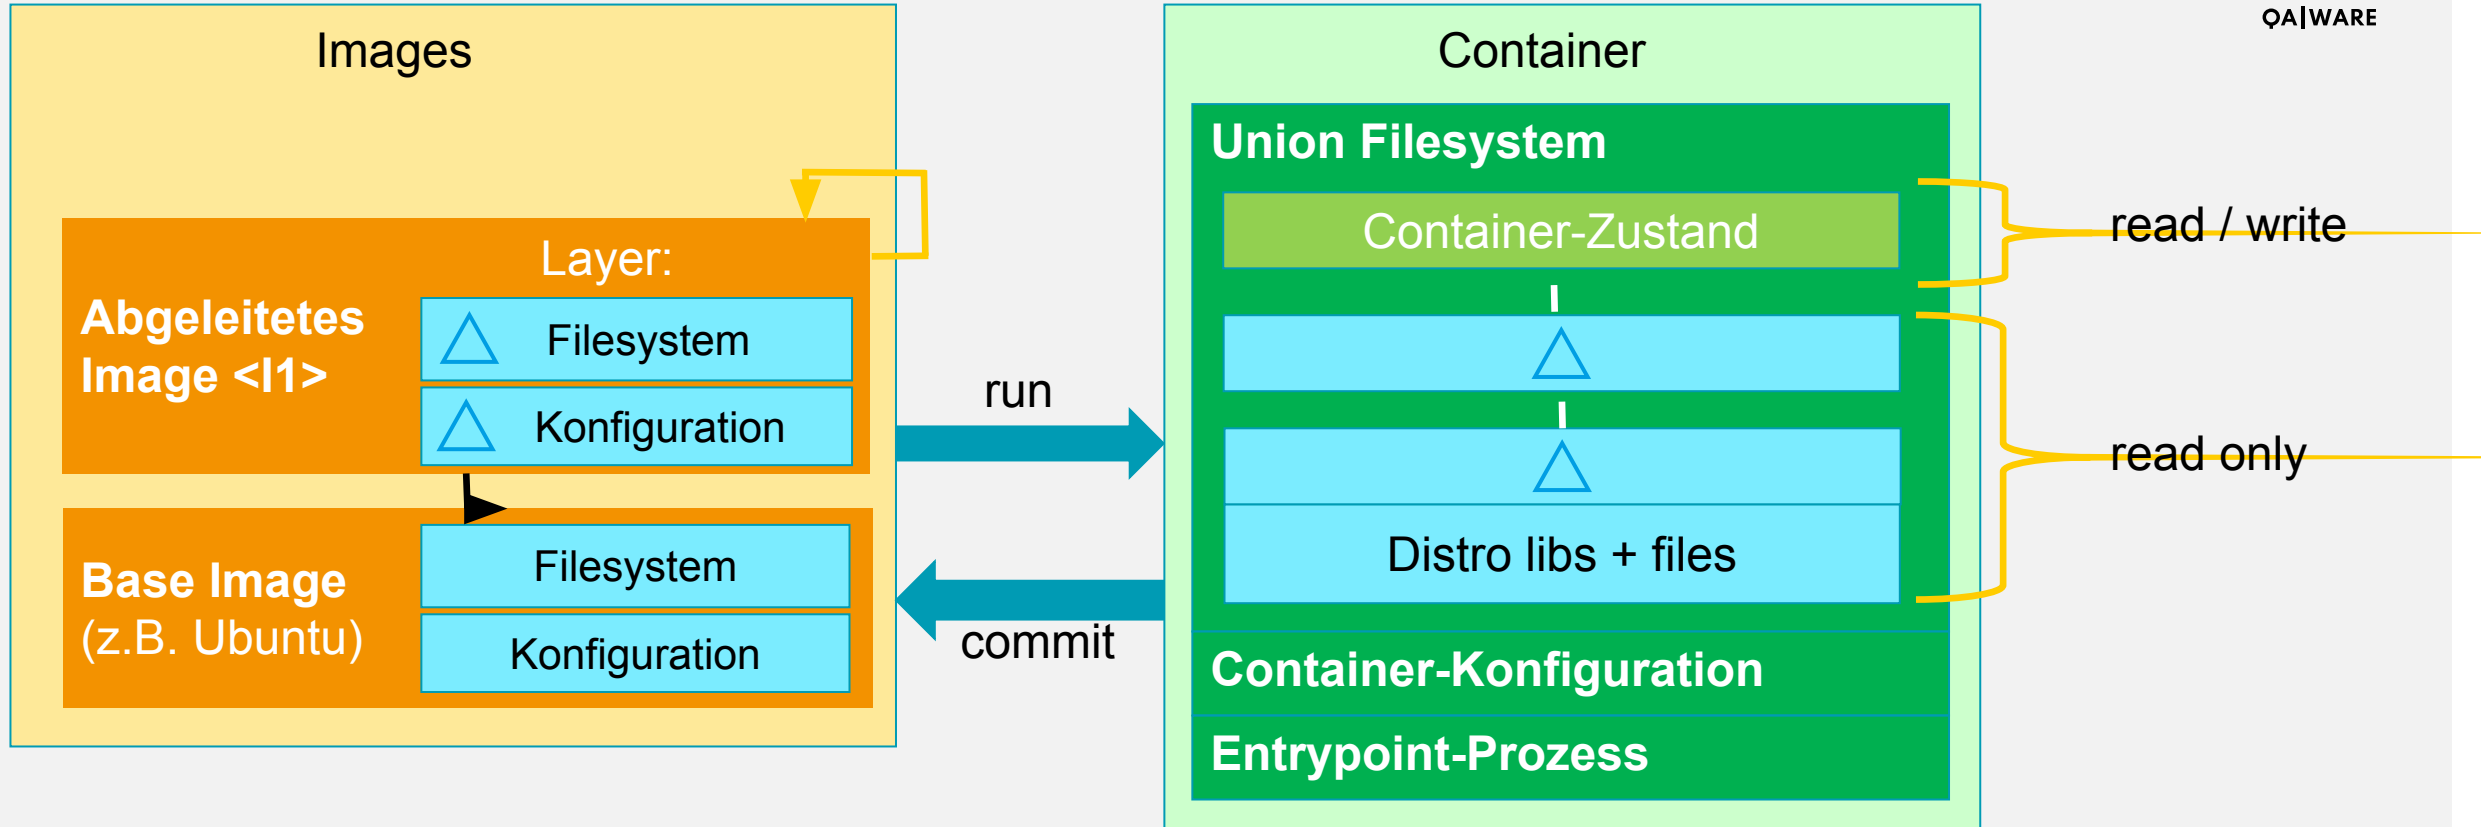 QA|WARE
Images
Layer:
Abgeleitetes
Image <I1>
Filesystem
Konfiguration
Base Image
(z.B. Ubuntu)
Filesystem
Konfiguration
run
commit
Container
Union Filesystem
Container-Zustand
Distro libs + files
Container-Konfiguration
Entrypoint-Prozess
read / write
read only